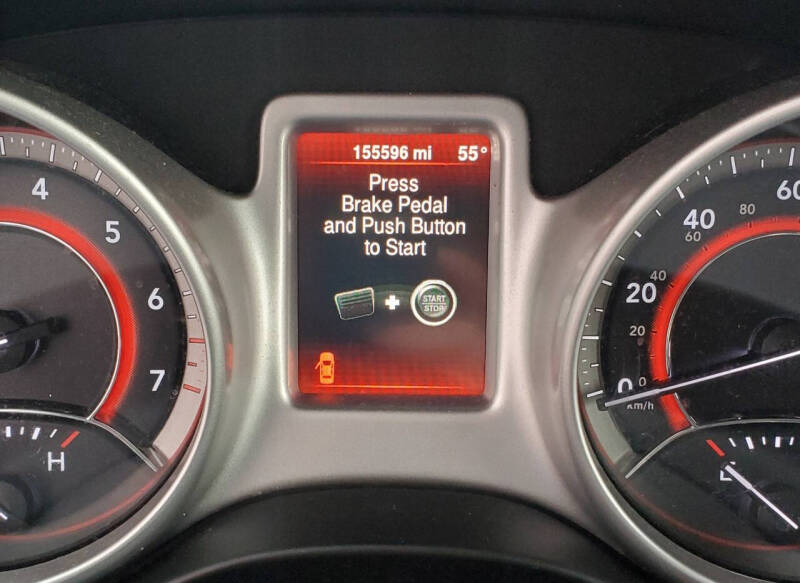 155596 mi 55°
Press
Brake Pedal
and Push Button
to Start
START
STOP
4
5
6
7
H
60
80
40
60
40
20
20
0
0
km/h
E